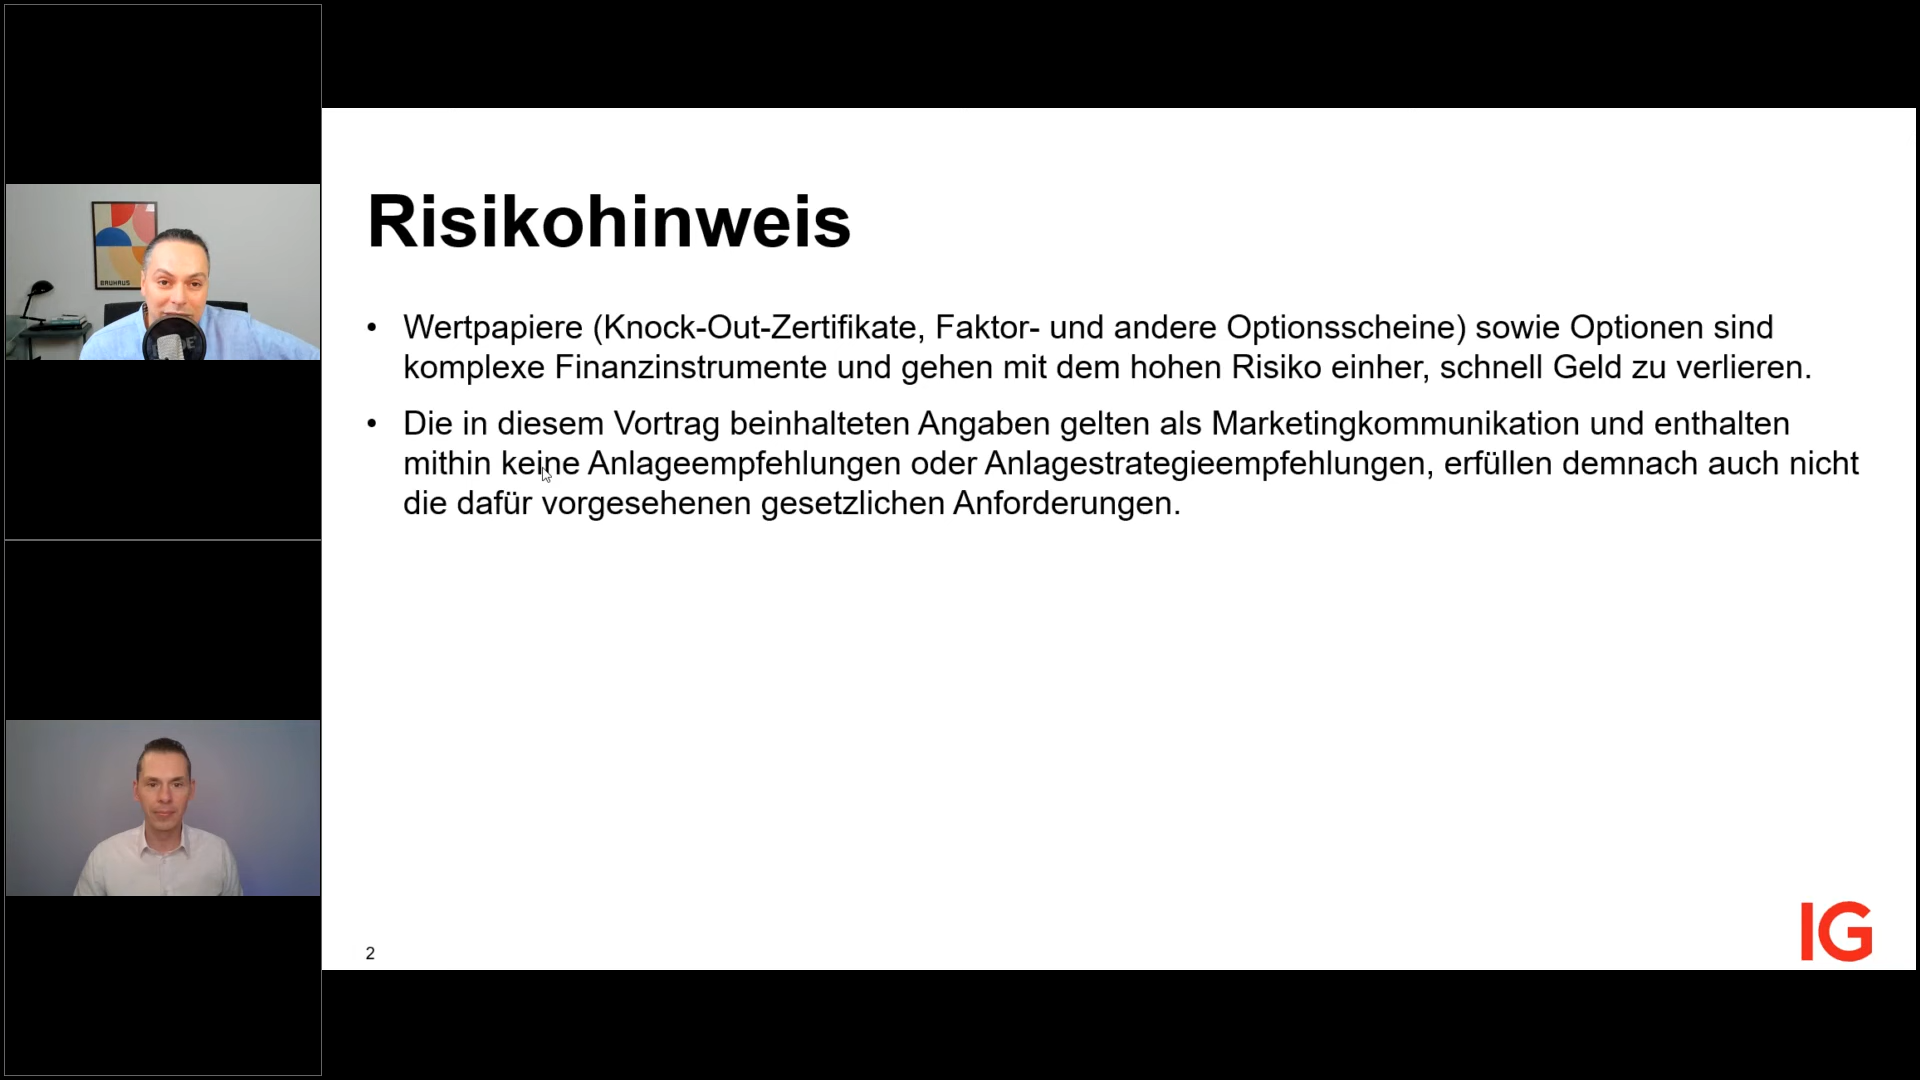 BAUHAUS
Risikohinweis
• Wertpapiere (Knock-Out-Zertifikate, Faktor- und andere Optionsscheine) sowie Optionen sind
komplexe Finanzinstrumente und gehen mit dem hohen Risiko einher, schnell Geld zu verlieren.
• Die in diesem Vortrag beinhalteten Angaben gelten als Marketingkommunikation und enthalten
mithin keine Anlageempfehlungen oder Anlagestrategieempfehlungen, erfüllen demnach auch nicht
die dafür vorgesehenen gesetzlichen Anforderungen.
2
IG